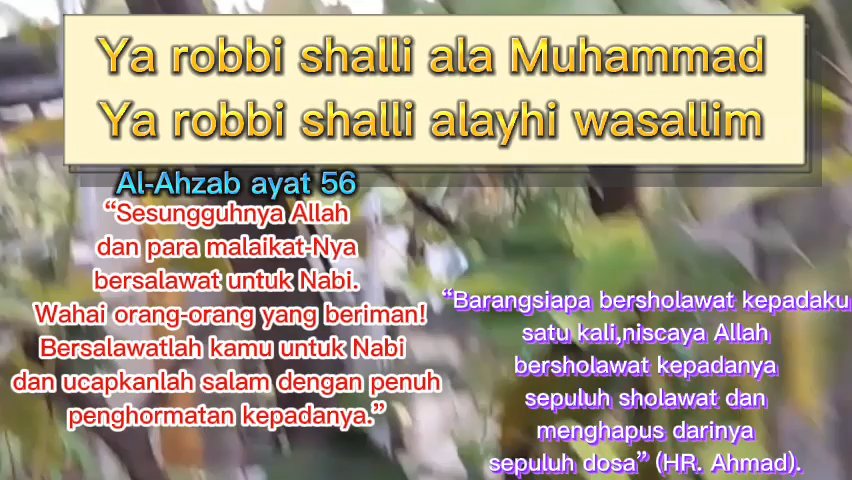 Ya robbi shalli ala Muhammad
Ya robbi shalli alayhi wasallim
Al-Ahzab ayat 56
“Sesungguhnya Allah
dan para malaikat-Nya
bersalawat untuk Nabi.
Wahai orang-orang yang beriman!
Bersalawatlah kamu untuk Nabi
dan ucapkanlah salam dengan penuh
penghormatan kepadanya.”
“Barangsiapa bersholawat kepadaku
satu kali,niscaya Allah
bersholawat kepadanya
sepuluh sholawat dan
menghapus darinya
sepuluh dosa” (HR. Ahmad).